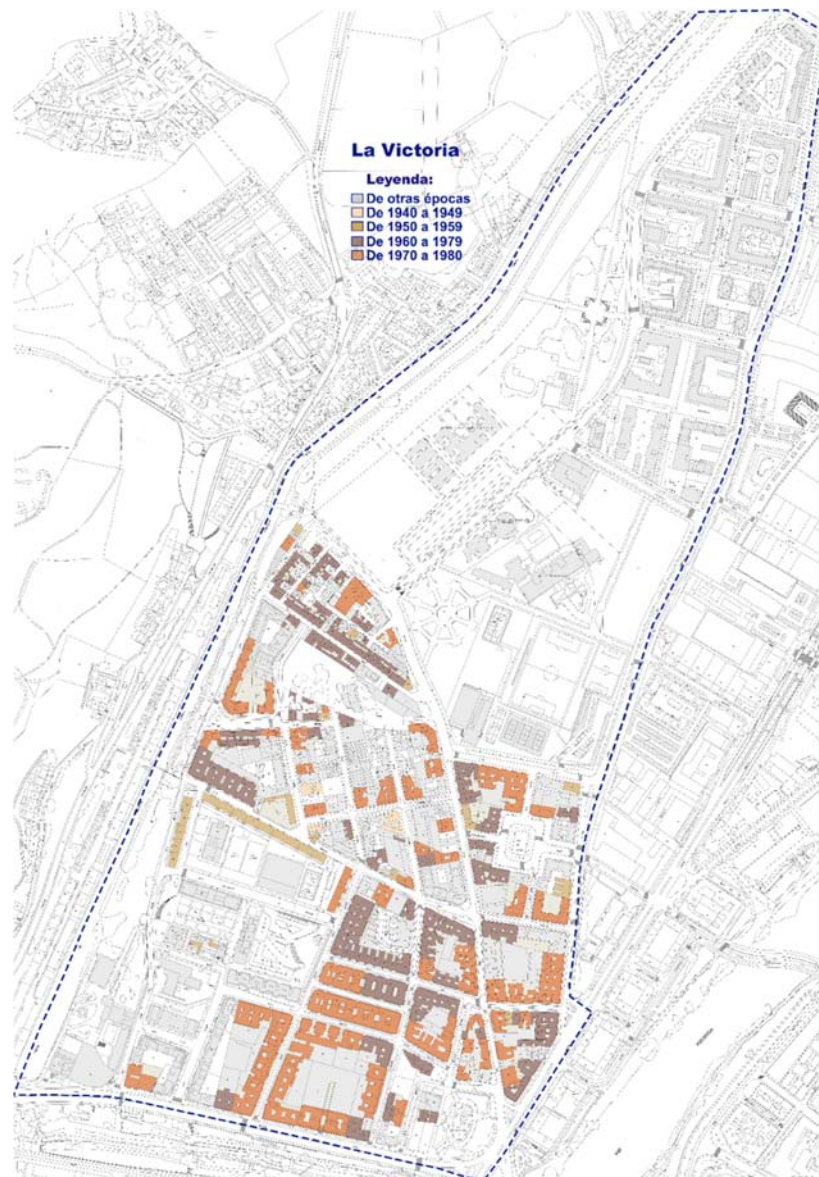 La Victoria
Leyenda:
De otras épocas
De 1940 a 1949
De 1950 a 1959
De 1960 a 1979
De 1970 a 1980